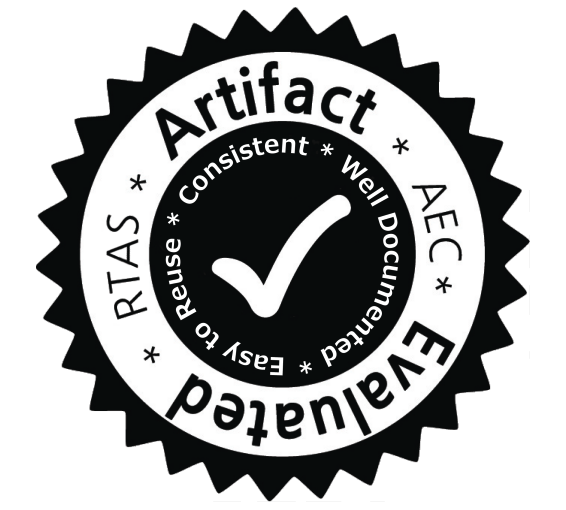 Artifact * AEC * Evaluated * RTAS *
Consistent * Well Documented * Easy to Reuse *